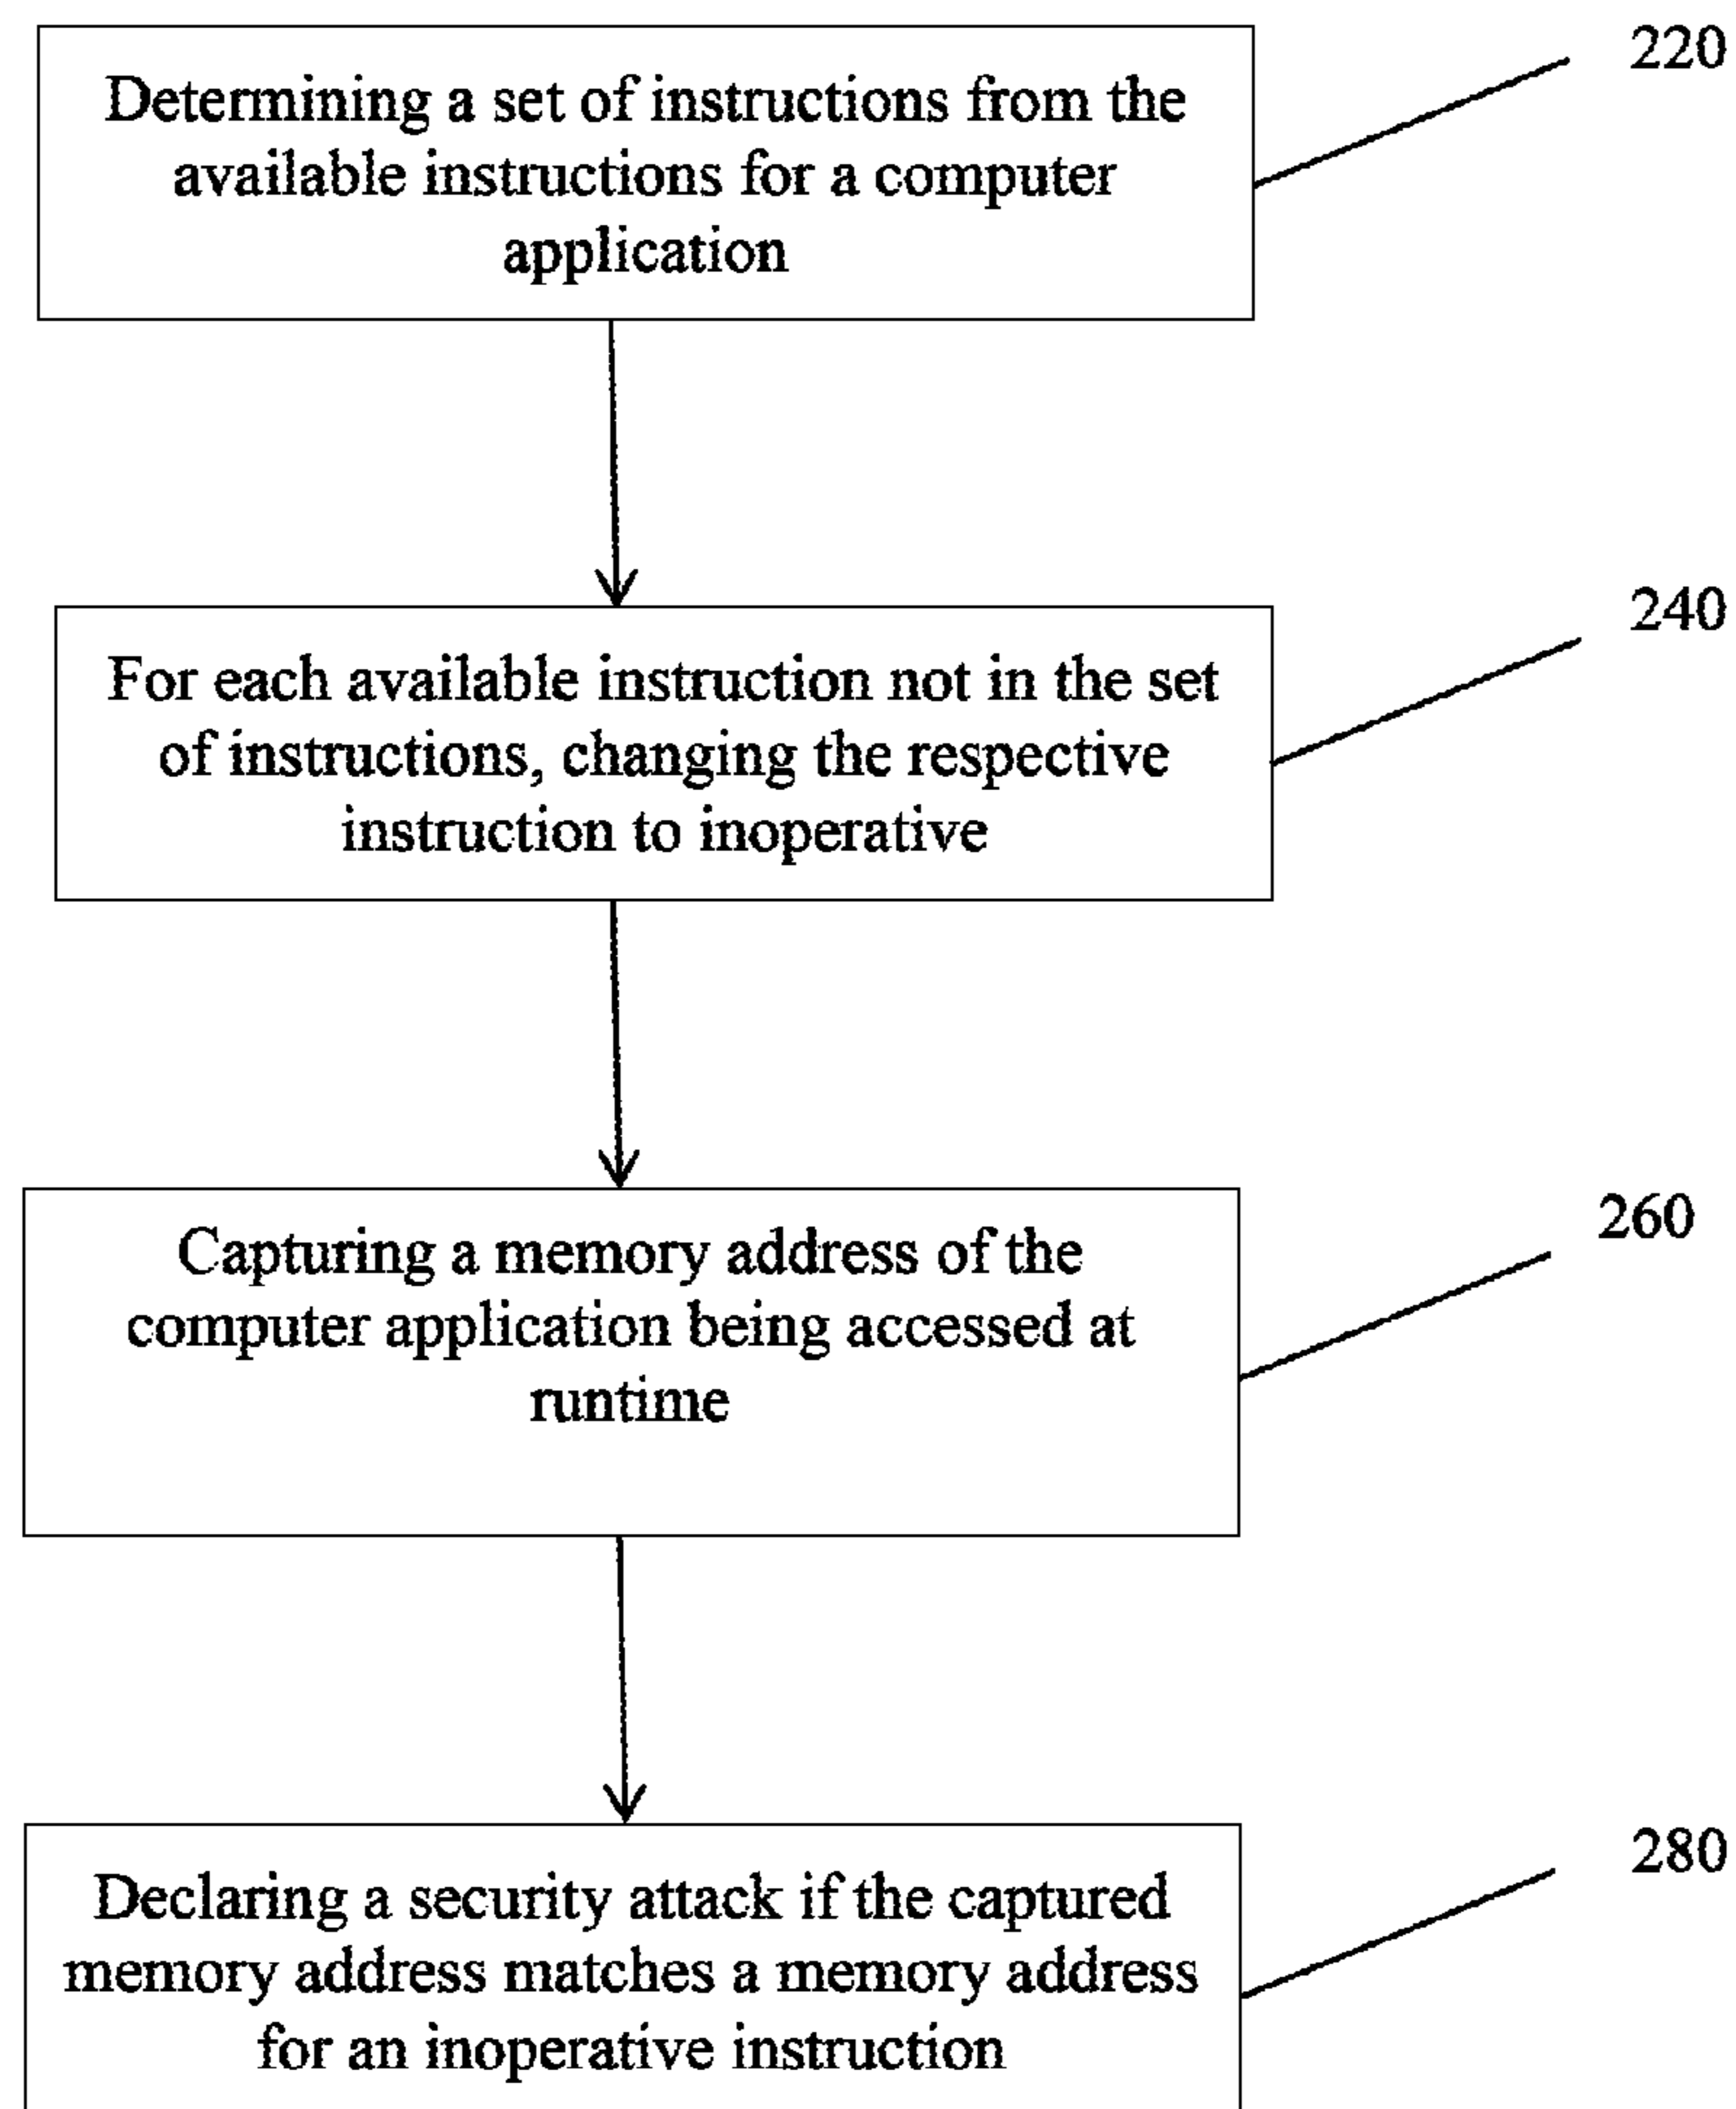 220
Determining a set of instructions from the
available instructions for a computer
application
240
For each available instruction not in the set
of instructions, changing the respective
instruction to inoperative
260
Capturing a memory address of the
computer application being accessed at
runtime
280
Declaring a security attack if the captured
memory address matches a memory address
for an inoperative instruction